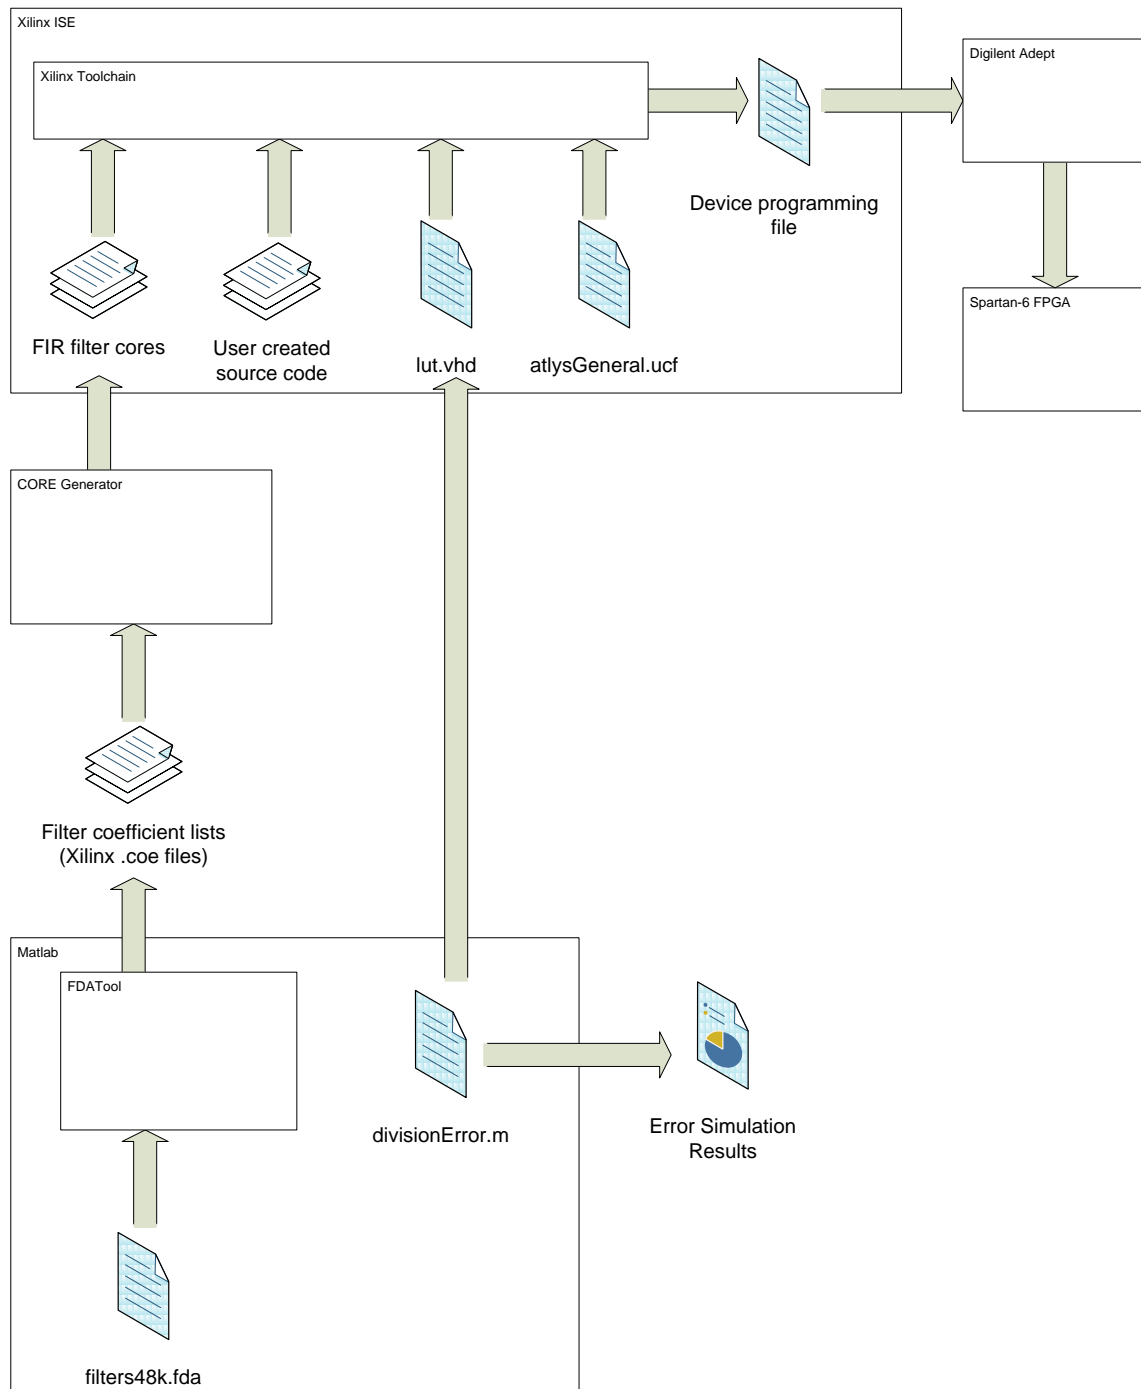 Xilinx ISE
Digilent Adept
Xilinx Toolchain
Device programming
file
Spartan-6 FPGA
FIR filter cores
User created
source code
lut.vhd
atlysGeneral.ucf
CORE Generator
Filter coefficient lists
(Xilinx .coe files)
Matlab
FDATool
divisionError.m
Error Simulation
Results
filters48k.fda